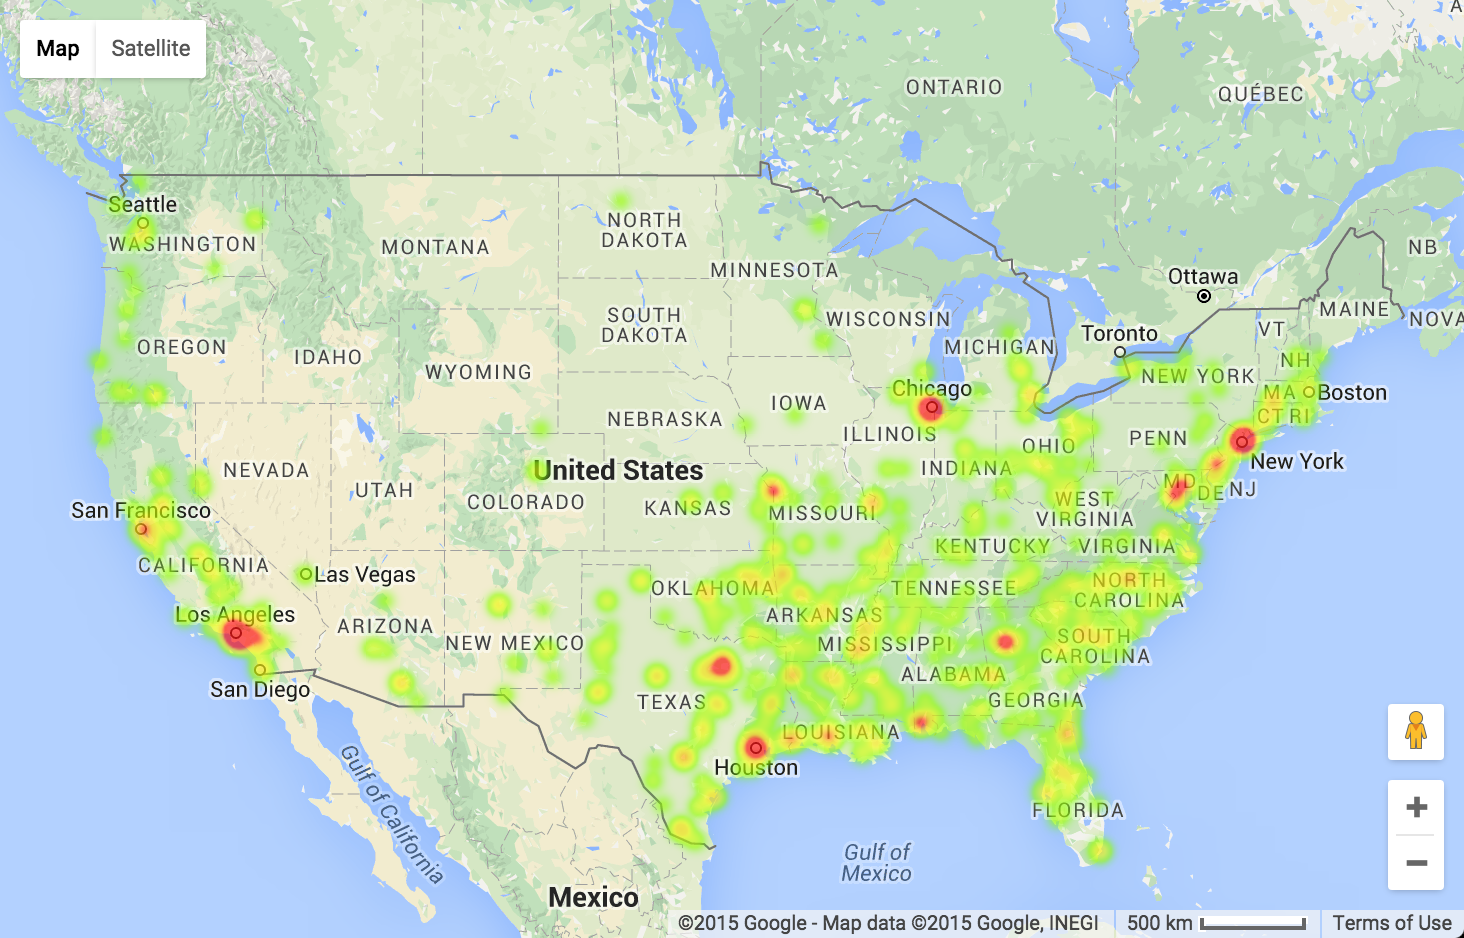 Map
Satellite
ONTARIO
QUÉBEC
A
Seattle
WASHINGTON
MONTANA
NORTH
DAKOTA
MINNESOTA
NB
Ottawa
MAINE
NOVA
SOUTH
DAKOTA
WISCONSIN
Toronto
VT
OREGON
IDAHO
MICHIGAN
NH
WYOMING
NEW YORK
Chicago
MA
Boston
IOWA
NEBRASKA
CT RI
ILLINOIS
OHIO
PENN
NEVADA
United States
INDIANA
New York
UTAH
COLORADO
MD
DE NJ
KANSAS
San Francisco
MISSOURI
WEST
VIRGINIA
KENTUCKY
VIRGINIA
CALIFORNIA
Las Vegas
OKLAHOMA
TENNESSEE
NORTH
CAROLINA
Los Angeles
ARIZONA
ARKANSAS
NEW MEXICO
MISSISSIPPI
SOUTH
CAROLINA
ALABAMA
San Diego
TEXAS
GEORGIA
LOUISIANA
Houston
Gulf of California
FLORIDA
Gulf of
Mexico
Mexico
©2015 Google - Map data ©2015 Google, INEGI
500 km
Terms of Use